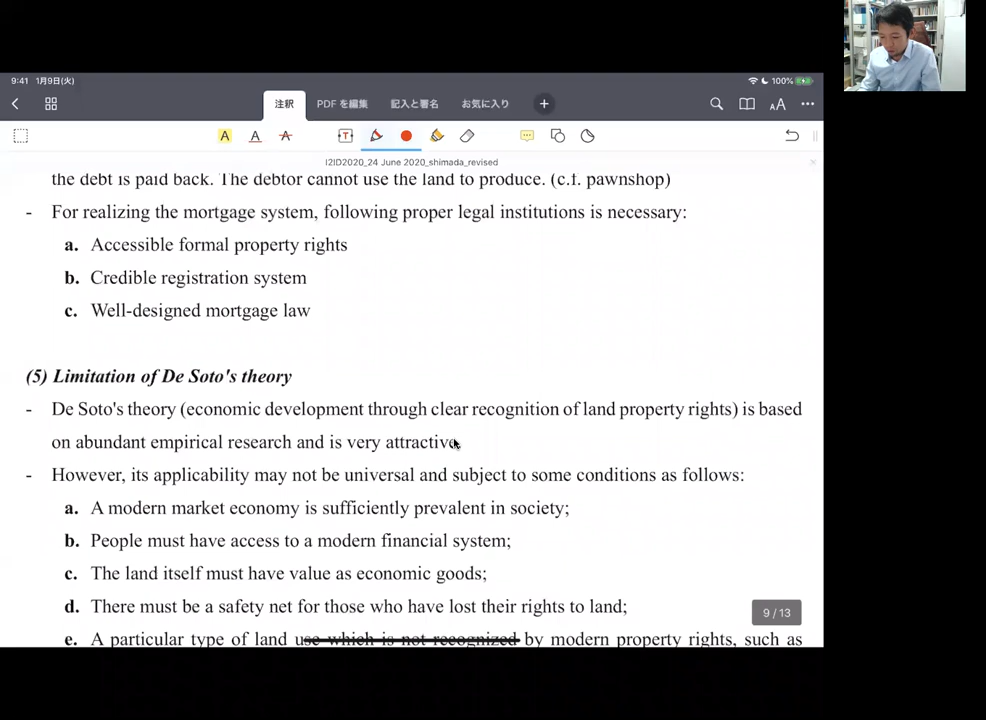 9:41 1月9日(火) 100%
注釈 PDF を編集 記入と署名 お気に入り
I2ID2020_24 June 2020_shimada_revised
the debt is paid back. The debtor cannot use the land to produce. (c.f. pawnshop)
- For realizing the mortgage system, following proper legal institutions is necessary:
a. Accessible formal property rights
b. Credible registration system
c. Well-designed mortgage law
(5) Limitation of De Soto's theory
- De Soto's theory (economic development through clear recognition of land property rights) is based
on abundant empirical research and is very attractive.
- However, its applicability may not be universal and subject to some conditions as follows:
a. A modern market economy is sufficiently prevalent in society;
b. People must have access to a modern financial system;
c. The land itself must have value as economic goods;
d. There must be a safety net for those who have lost their rights to land;
9 / 13
e. A particular type of land use which is not recognized by modern property rights, such as